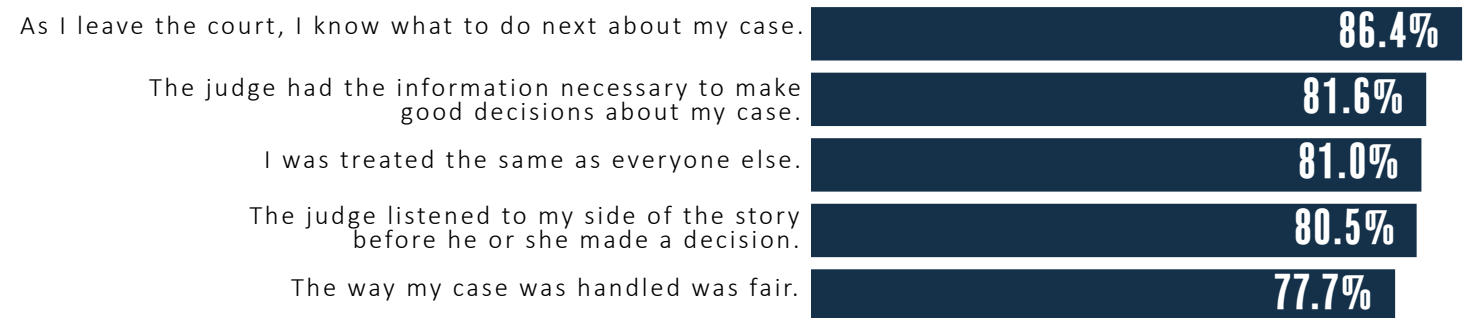 As I leave the court, I know what to do next about my case.
86.4%
The judge had the information necessary to make
good decisions about my case.
81.6%
I was treated the same as everyone else.
81.0%
The judge listened to my side of the story
before he or she made a decision.
80.5%
The way my case was handled was fair.
77.7%